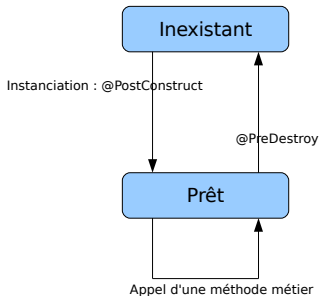 Inexistant
Instanciation : @PostConstruct
@PreDestroy
Prêt
Appel d'une méthode métier